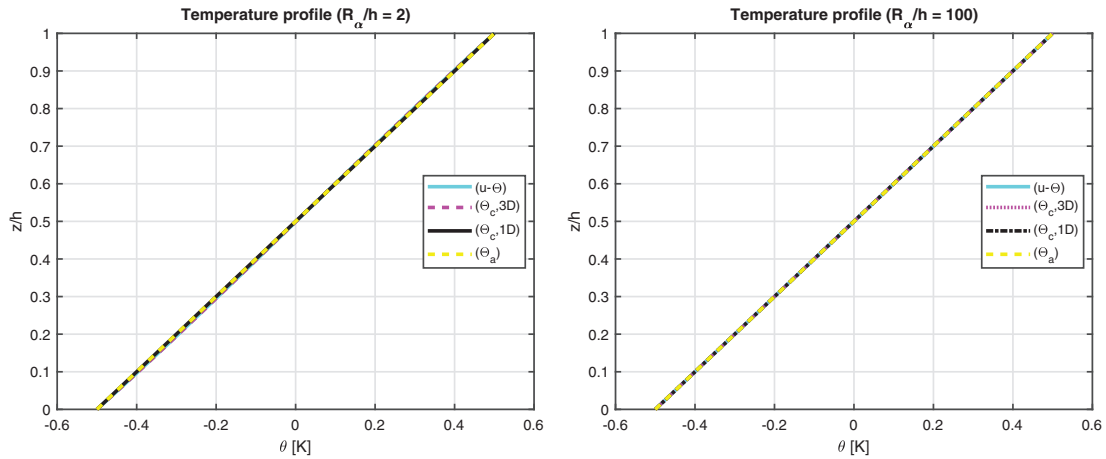 Temperature profile (R_α/h = 2)
z/h
1
0.9
0.8
0.7
0.6
0.5
0.4
0.3
0.2
0.1
0
-0.6
-0.4
-0.2
0
0.2
0.4
0.6
θ [K]
(u-Θ)
(Θ_c,3D)
(Θ_c,1D)
(Θ_a)
Temperature profile (R_α/h = 100)
z/h
1
0.9
0.8
0.7
0.6
0.5
0.4
0.3
0.2
0.1
0
-0.6
-0.4
-0.2
0
0.2
0.4
0.6
θ [K]
(u-Θ)
(Θ_c,3D)
(Θ_c,1D)
(Θ_a)